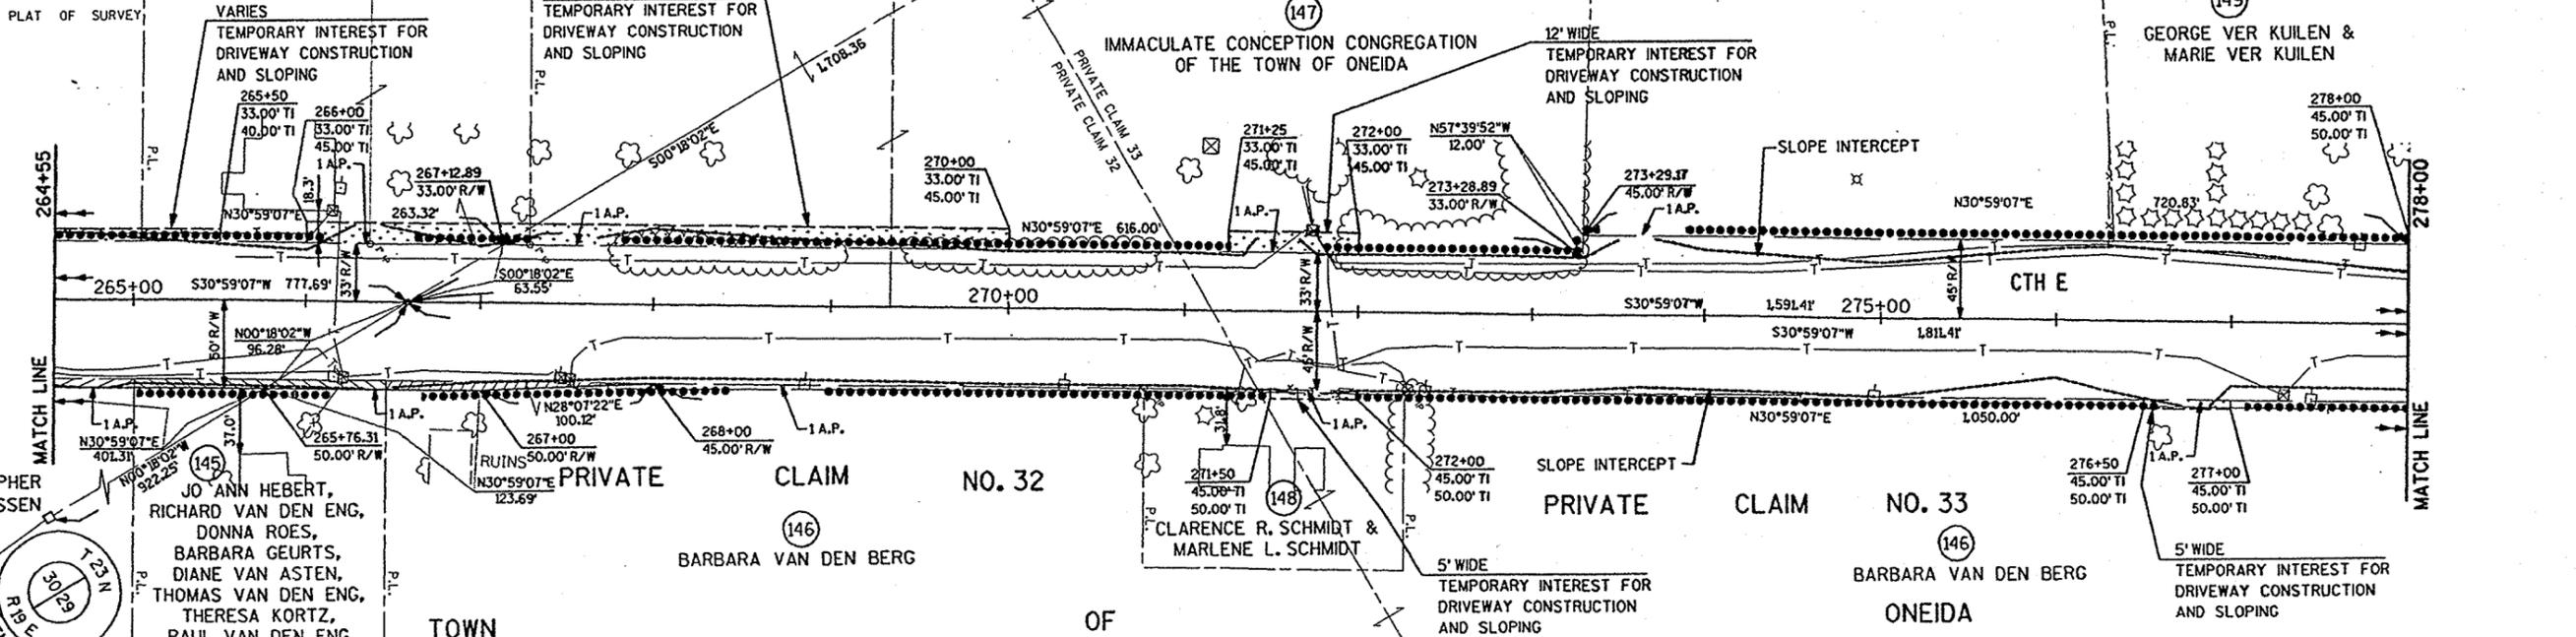 PLAT OF SURVEY
VARIES
TEMPORARY INTEREST FOR
DRIVEWAY CONSTRUCTION
AND SLOPING
TEMPORARY INTEREST FOR
DRIVEWAY CONSTRUCTION
AND SLOPING
147
IMMACULATE CONCEPTION CONGREGATION
OF THE TOWN OF ONEIDA
12' WIDE
TEMPORARY INTEREST FOR
DRIVEWAY CONSTRUCTION
AND SLOPING
149
GEORGE VER KUILEN &
MARIE VER KUILEN
P.L.
P.L.
P.L.
1,708.36
S00°18'02"E
PRIVATE CLAIM 33
PRIVATE CLAIM 32
265+50
33.00' TI
40.00' TI
266+00
33.00' TI
45.00' TI
1 A.P.
18.3'
267+12.89
33.00' R/W
263.32'
N30°59'07"E
1 A.P.
270+00
33.00' TI
45.00' TI
N30°59'07"E 616.00'
271+25
33.00' TI
45.00' TI
1 A.P.
272+00
33.00' TI
45.00' TI
N57°39'52"W
12.00'
273+28.89
33.00' R/W
273+29.17
45.00' R/W
1 A.P.
SLOPE INTERCEPT
N30°59'07"E
720.83'
278+00
45.00' TI
50.00' TI
264+55
278+00
MATCH LINE
MATCH LINE
265+00
S30°59'07"W 777.69'
33' R/W
S00°18'02"E
63.55'
270+00
33' R/W
S30°59'07"W
1,591.41'
275+00
45' R/W
CTH E
S30°59'07"W
1,811.41'
50' R/W
N00°18'02"W
96.28'
45' R/W
1 A.P.
N30°59'07"E
401.31'
N00°18'02"W
922.25'
37.0'
265+76.31
50.00' R/W
1 A.P.
N28°07'22"E
100.12'
267+00
50.00' R/W
RUINS
N30°59'07"E
123.69'
268+00
45.00' R/W
1 A.P.
31.8'
271+50
45.00' TI
50.00' TI
1 A.P.
272+00
45.00' TI
50.00' TI
SLOPE INTERCEPT
N30°59'07"E
1,050.00'
276+50
45.00' TI
50.00' TI
1 A.P.
277+00
45.00' TI
50.00' TI
PRIVATE CLAIM NO. 32
PRIVATE CLAIM NO. 33
PHER
SSEN
145
JO ANN HEBERT,
RICHARD VAN DEN ENG,
DONNA ROES,
BARBARA GEURTS,
DIANE VAN ASTEN,
THOMAS VAN DEN ENG,
THERESA KORTZ,
PAUL VAN DEN ENG
P.L.
P.L.
T 23 N
30 29
R 19 E
146
BARBARA VAN DEN BERG
148
CLARENCE R. SCHMIDT &
MARLENE L. SCHMIDT
P.L.
P.L.
5' WIDE
TEMPORARY INTEREST FOR
DRIVEWAY CONSTRUCTION
AND SLOPING
146
BARBARA VAN DEN BERG
5' WIDE
TEMPORARY INTEREST FOR
DRIVEWAY CONSTRUCTION
AND SLOPING
TOWN OF ONEIDA